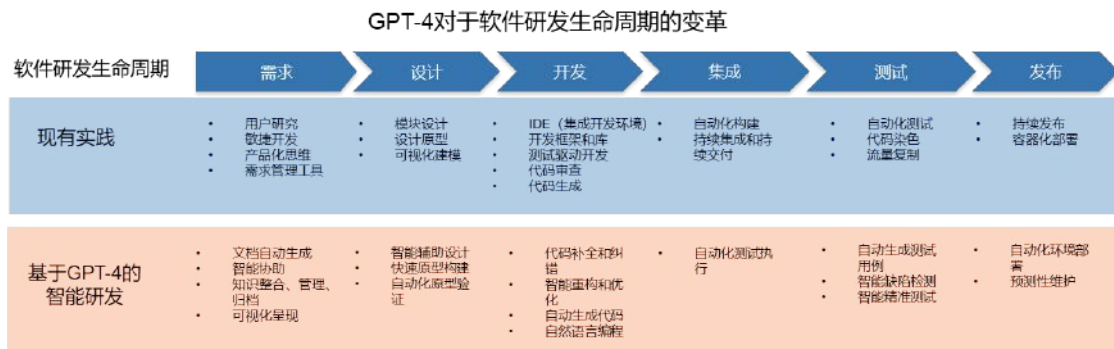 GPT-4对于软件研发生命周期的变革
软件研发生命周期
需求
设计
开发
集成
测试
发布
现有实践
• 用户研究
• 敏捷开发
• 产品化思维
• 需求管理工具
• 模块设计
• 设计原型
• 可视化建模
• IDE（集成开发环境）
• 开发框架和库
• 测试驱动开发
• 代码审查
• 代码生成
• 自动化构建
• 持续集成和持
续交付
• 自动化测试
• 代码染色
• 流量复制
• 持续发布
• 容器化部署
基于GPT-4的
智能研发
• 文档自动生成
• 智能协助
• 知识整合、管理、
归档
• 可视化呈现
• 智能辅助设计
• 快速原型构建
• 自动化原型验
证
• 代码补全和纠
错
• 智能重构和优
化
• 自动生成代码
• 自然语言编程
• 自动化测试执
行
• 自动生成测试
用例
• 智能缺陷检测
• 智能精准测试
• 自动化环境部
署
• 预测性维护